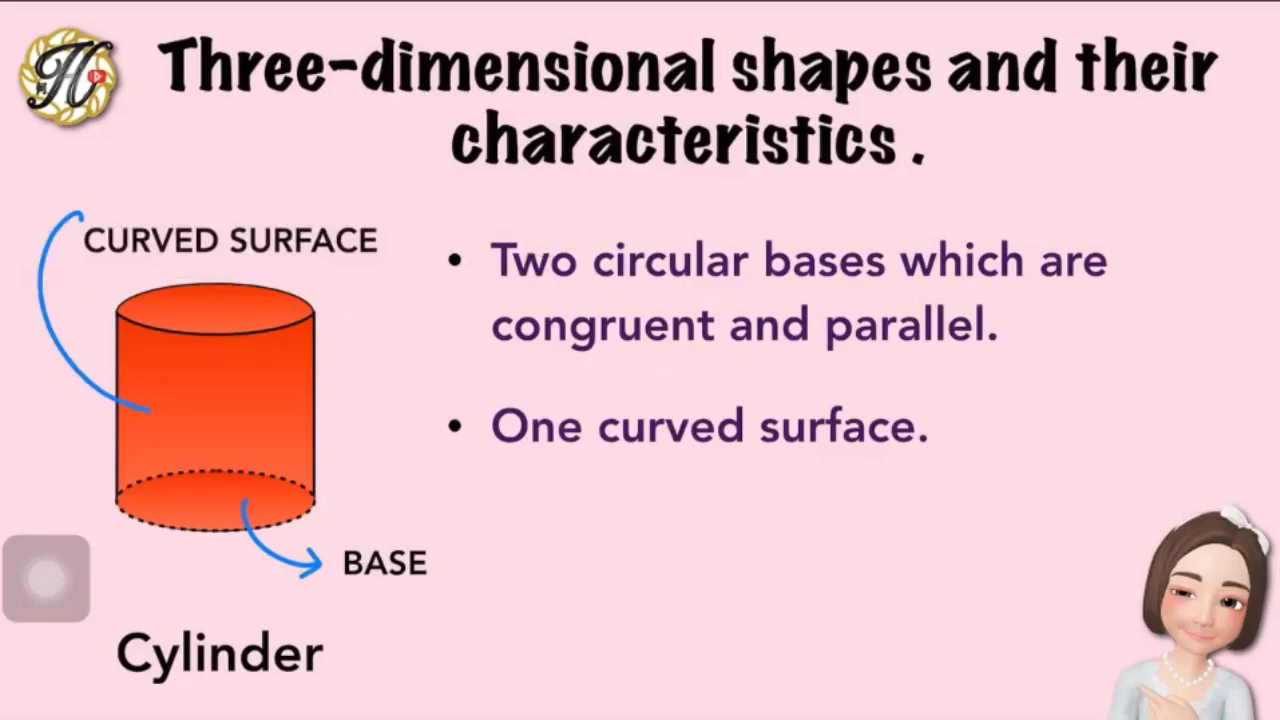 Three-dimensional shapes and their
characteristics .
CURVED SURFACE
• Two circular bases which are
congruent and parallel.
• One curved surface.
BASE
Cylinder